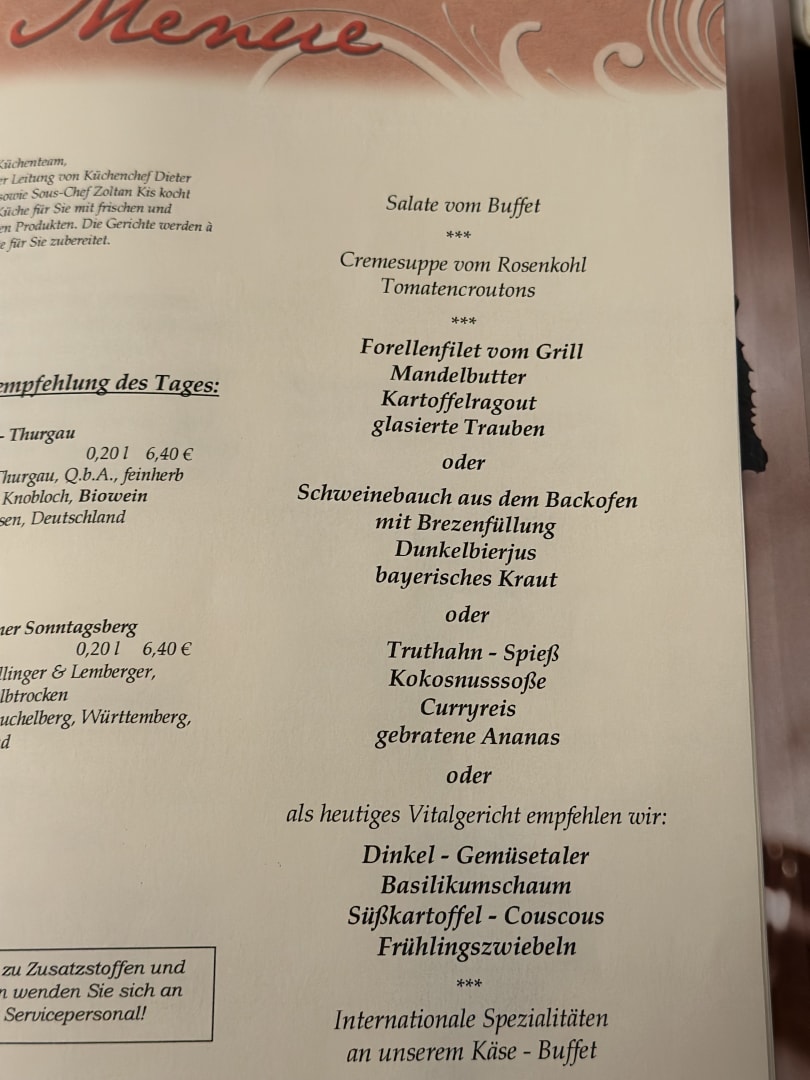 Menue
Küchenteam,
er Leitung von Küchenchef Dieter
sowie Sous-Chef Zoltan Kis kocht
Küche für Sie mit frischen und
en Produkten. Die Gerichte werden à
e für Sie zubereitet.
empfehlung des Tages:
- Thurgau
0,20 l 6,40 €
Thurgau, Q.b.A., feinherb
Knobloch, Biowein
sen, Deutschland
ner Sonntagsberg
0,20 l 6,40 €
llinger & Lemberger,
lbtrocken
uchelberg, Württemberg,
d
zu Zusatzstoffen und
n wenden Sie sich an
Servicepersonal!
Salate vom Buffet
***
Cremesuppe vom Rosenkohl
Tomatencroutons
***
Forellenfilet vom Grill
Mandelbutter
Kartoffelragout
glasierte Trauben
oder
Schweinebauch aus dem Backofen
mit Brezenfüllung
Dunkelbierjus
bayerisches Kraut
oder
Truthahn - Spieß
Kokosnusssoße
Curryreis
gebratene Ananas
oder
als heutiges Vitalgericht empfehlen wir:
Dinkel - Gemüsetaler
Basilikumschaum
Süßkartoffel - Couscous
Frühlingszwiebeln
***
Internationale Spezialitäten
an unserem Käse - Buffet